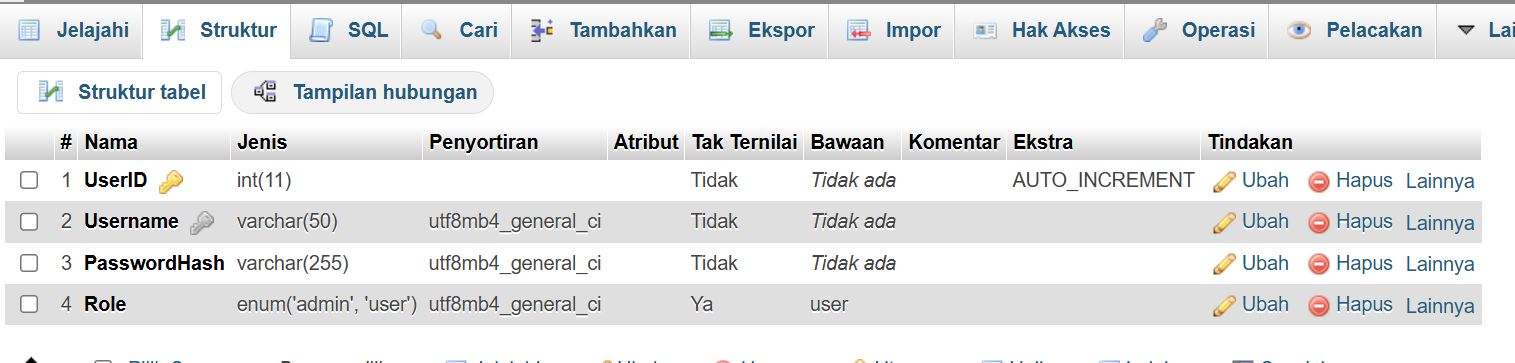 Jelajahi Struktur SQL Cari Tambahkan Ekspor Impor Hak Akses Operasi Pelacakan
Struktur tabel Tampilan hubungan
# Nama Jenis Penyortiran Atribut Tak Ternilai Bawaan Komentar Ekstra Tindakan
1 UserID int(11) Tidak Tidak ada AUTO_INCREMENT Ubah Hapus Lainnya
2 Username varchar(50) utf8mb4_general_ci Tidak Tidak ada Ubah Hapus Lainnya
3 PasswordHash varchar(255) utf8mb4_general_ci Tidak Tidak ada Ubah Hapus Lainnya
4 Role enum('admin', 'user') utf8mb4_general_ci Ya user Ubah Hapus Lainnya